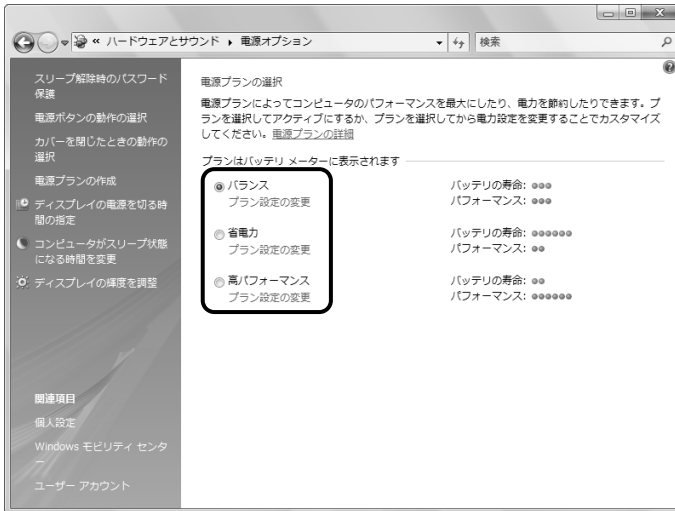 « ハードウェアとサウンド ▸ 電源オプション
検索
スリープ解除時のパスワード
保護
電源ボタンの動作の選択
カバーを閉じたときの動作の
選択
電源プランの作成
ディスプレイの電源を切る時
間の指定
コンピュータがスリープ状態
になる時間を変更
ディスプレイの輝度を調整
関連項目
個人設定
Windows モビリティ センタ
ー
ユーザー アカウント
電源プランの選択
電源プランによってコンピュータのパフォーマンスを最大にしたり、電力を節約したりできます。プ
ランを選択してアクティブにするか、プランを選択してから電力設定を変更することでカスタマイズ
してください。電源プランの詳細
プランはバッテリ メーターに表示されます
バランス バッテリの寿命:
プラン設定の変更 パフォーマンス:
省電力 バッテリの寿命:
プラン設定の変更 パフォーマンス:
高パフォーマンス バッテリの寿命:
プラン設定の変更 パフォーマンス: